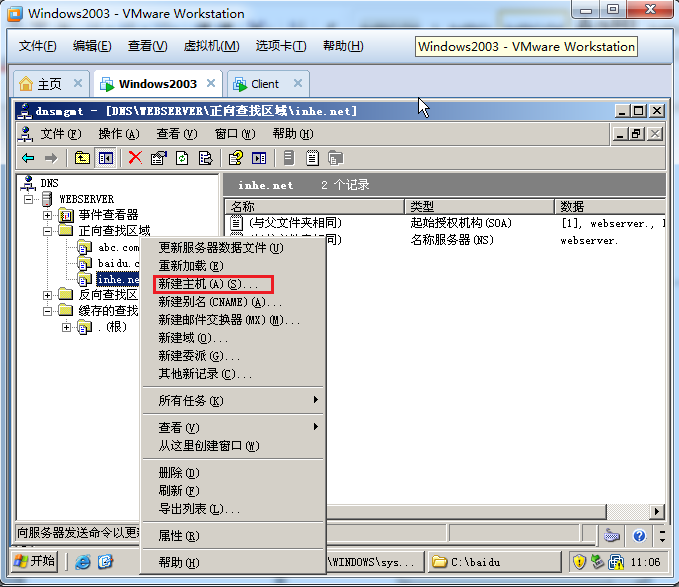 Windows2003 - VMware Workstation
文件(F) 编辑(E) 查看(V) 虚拟机(M) 选项卡(T) 帮助(H)
Windows2003 - VMware Workstation
主页 Windows2003 Client
dnsmgmt - [DNS\WEBSERVER\正向查找区域\inhe.net]
文件(F) 操作(A) 查看(V) 窗口(W) 帮助(H)
DNS
WEBSERVER
事件查看器
正向查找区域
abc.com
baidu.c
inhe.ne
反向查找区
缓存的查找
.(根)
inhe.net 2 个记录
名称 类型 数据
(与父文件夹相同) 起始授权机构(SOA) [1], webserver.,
名称服务器(NS) webserver.
更新服务器数据文件(U)
重新加载(E)
新建主机(A)(S)...
新建别名(CNAME)(A)...
新建邮件交换器(MX)(M)...
新建域(O)...
新建委派(G)...
其他新记录(C)...
所有任务(K)
查看(V)
从这里创建窗口(W)
删除(D)
刷新(F)
导出列表(L)...
属性(R)
帮助(H)
向服务器发送命令以更
开始 \WINDOWS\sys... C:\baidu 11:06